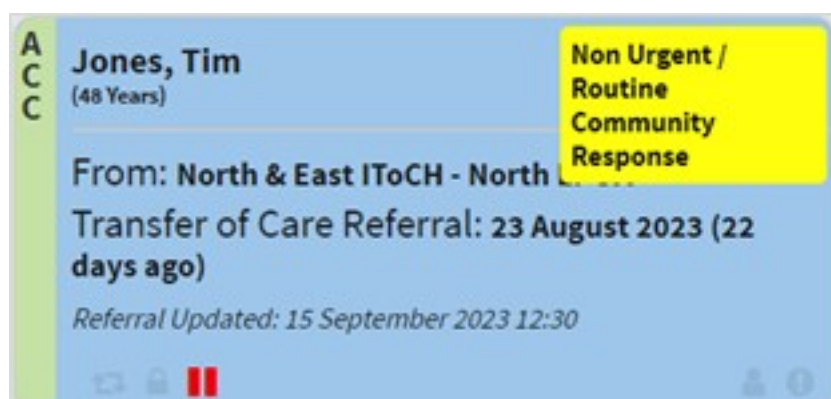 ACC
Jones, Tim
(48 Years)
Non Urgent /
Routine
Community
Response
From: North & East IToCH - North
Transfer of Care Referral: 23 August 2023 (22
days ago)
Referral Updated: 15 September 2023 12:30